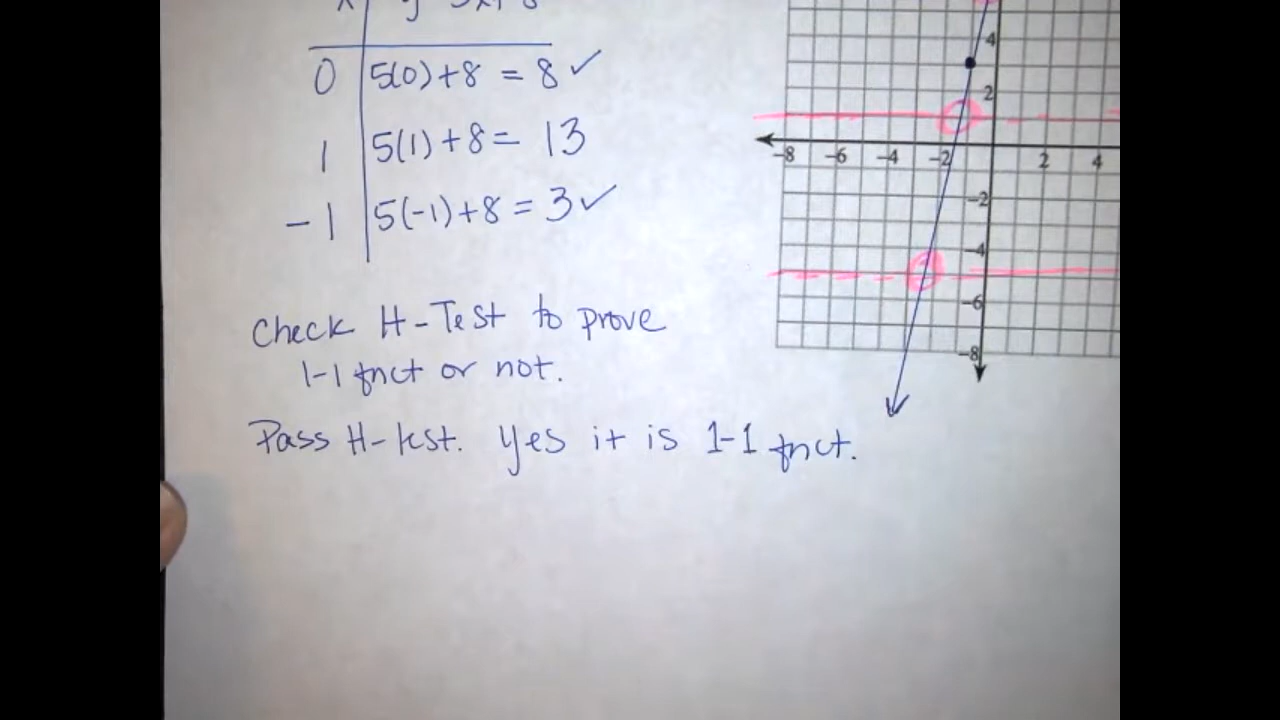 0 5(0)+8 = 8 ✓
1 5(1)+8 = 13
-1 5(-1)+8 = 3 ✓
Check H-Test to prove
1-1 fnct or not.
Pass H-test. Yes it is 1-1 fnct.
4
2
-8 -6 -4 -2 2 4
-2
-4
-6
-8